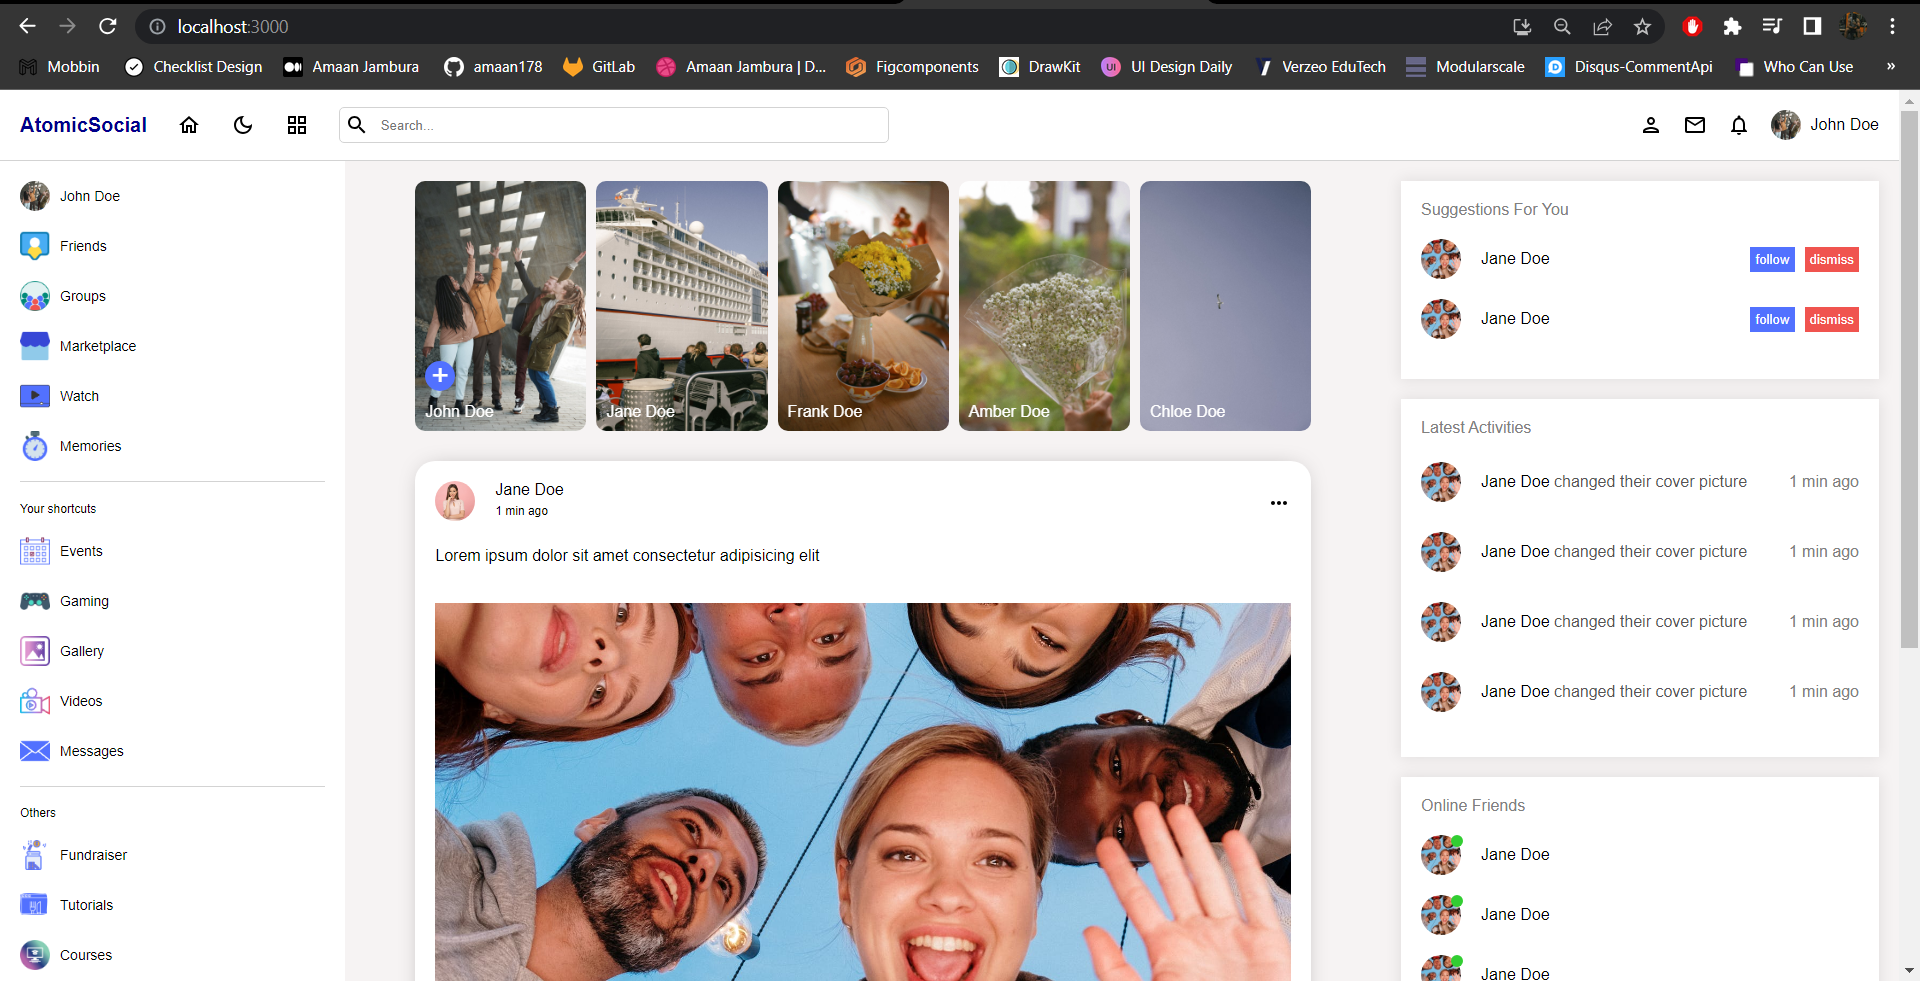 localhost:3000
Mobbin Checklist Design Amaan Jambura amaan178 GitLab Amaan Jambura | D... Figcomponents DrawKit UI UI Design Daily Verzeo EduTech Modularscale Disqus-CommentApi Who Can Use »
AtomicSocial Search... John Doe
John Doe
Friends
Groups
Marketplace
Watch
Memories
Your shortcuts
Events
Gaming
Gallery
Videos
Messages
Others
Fundraiser
Tutorials
Courses
John Doe
Jane Doe
Frank Doe
Amber Doe
Chloe Doe
Jane Doe
1 min ago
Lorem ipsum dolor sit amet consectetur adipisicing elit
Suggestions For You
Jane Doe follow dismiss
Jane Doe follow dismiss
Latest Activities
Jane Doe changed their cover picture 1 min ago
Jane Doe changed their cover picture 1 min ago
Jane Doe changed their cover picture 1 min ago
Jane Doe changed their cover picture 1 min ago
Online Friends
Jane Doe
Jane Doe
Jane Doe